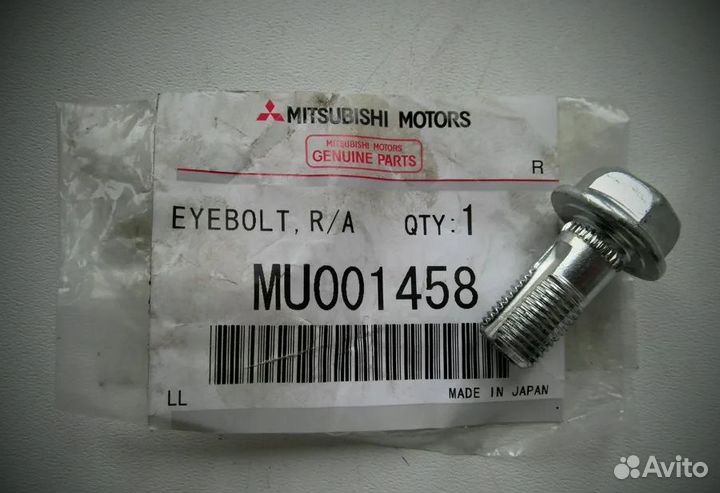 MITSUBISHI MOTORS
MITSUBISHI MOTORS
GENUINE PARTS
R
EYEBOLT, R/A QTY:1
MU001458
LL
MADE IN JAPAN
Avito